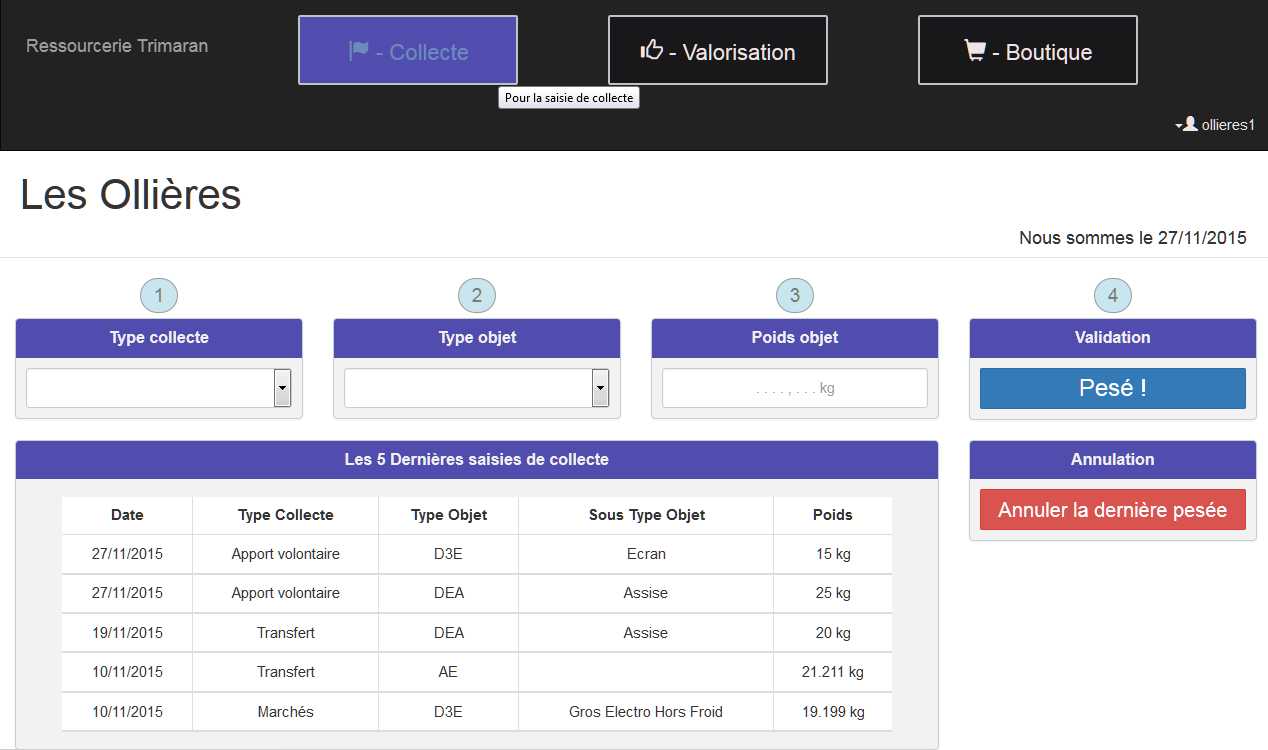 Ressourcerie Trimaran
- Collecte
- Valorisation
- Boutique
Pour la saisie de collecte
ollieres1
Les Ollières
Nous sommes le 27/11/2015
1 2 3 4
Type collecte Type objet Poids objet Validation
. . . . , . . . kg Pesé !
Les 5 Dernières saisies de collecte Annulation
Annuler la dernière pesée
Date Type Collecte Type Objet Sous Type Objet Poids
27/11/2015 Apport volontaire D3E Ecran 15 kg
27/11/2015 Apport volontaire DEA Assise 25 kg
19/11/2015 Transfert DEA Assise 20 kg
10/11/2015 Transfert AE 21.211 kg
10/11/2015 Marchés D3E Gros Electro Hors Froid 19.199 kg